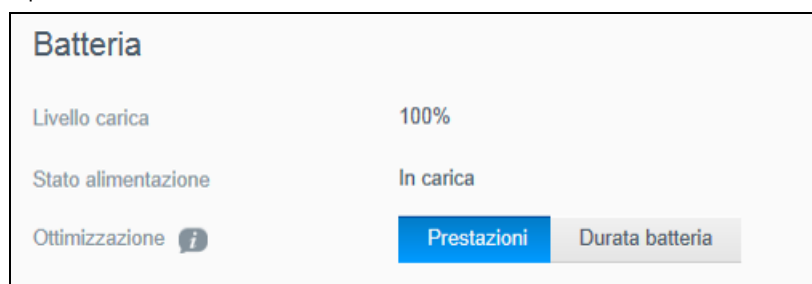 Batteria
Livello carica 100%
Stato alimentazione In carica
Ottimizzazione i Prestazioni Durata batteria